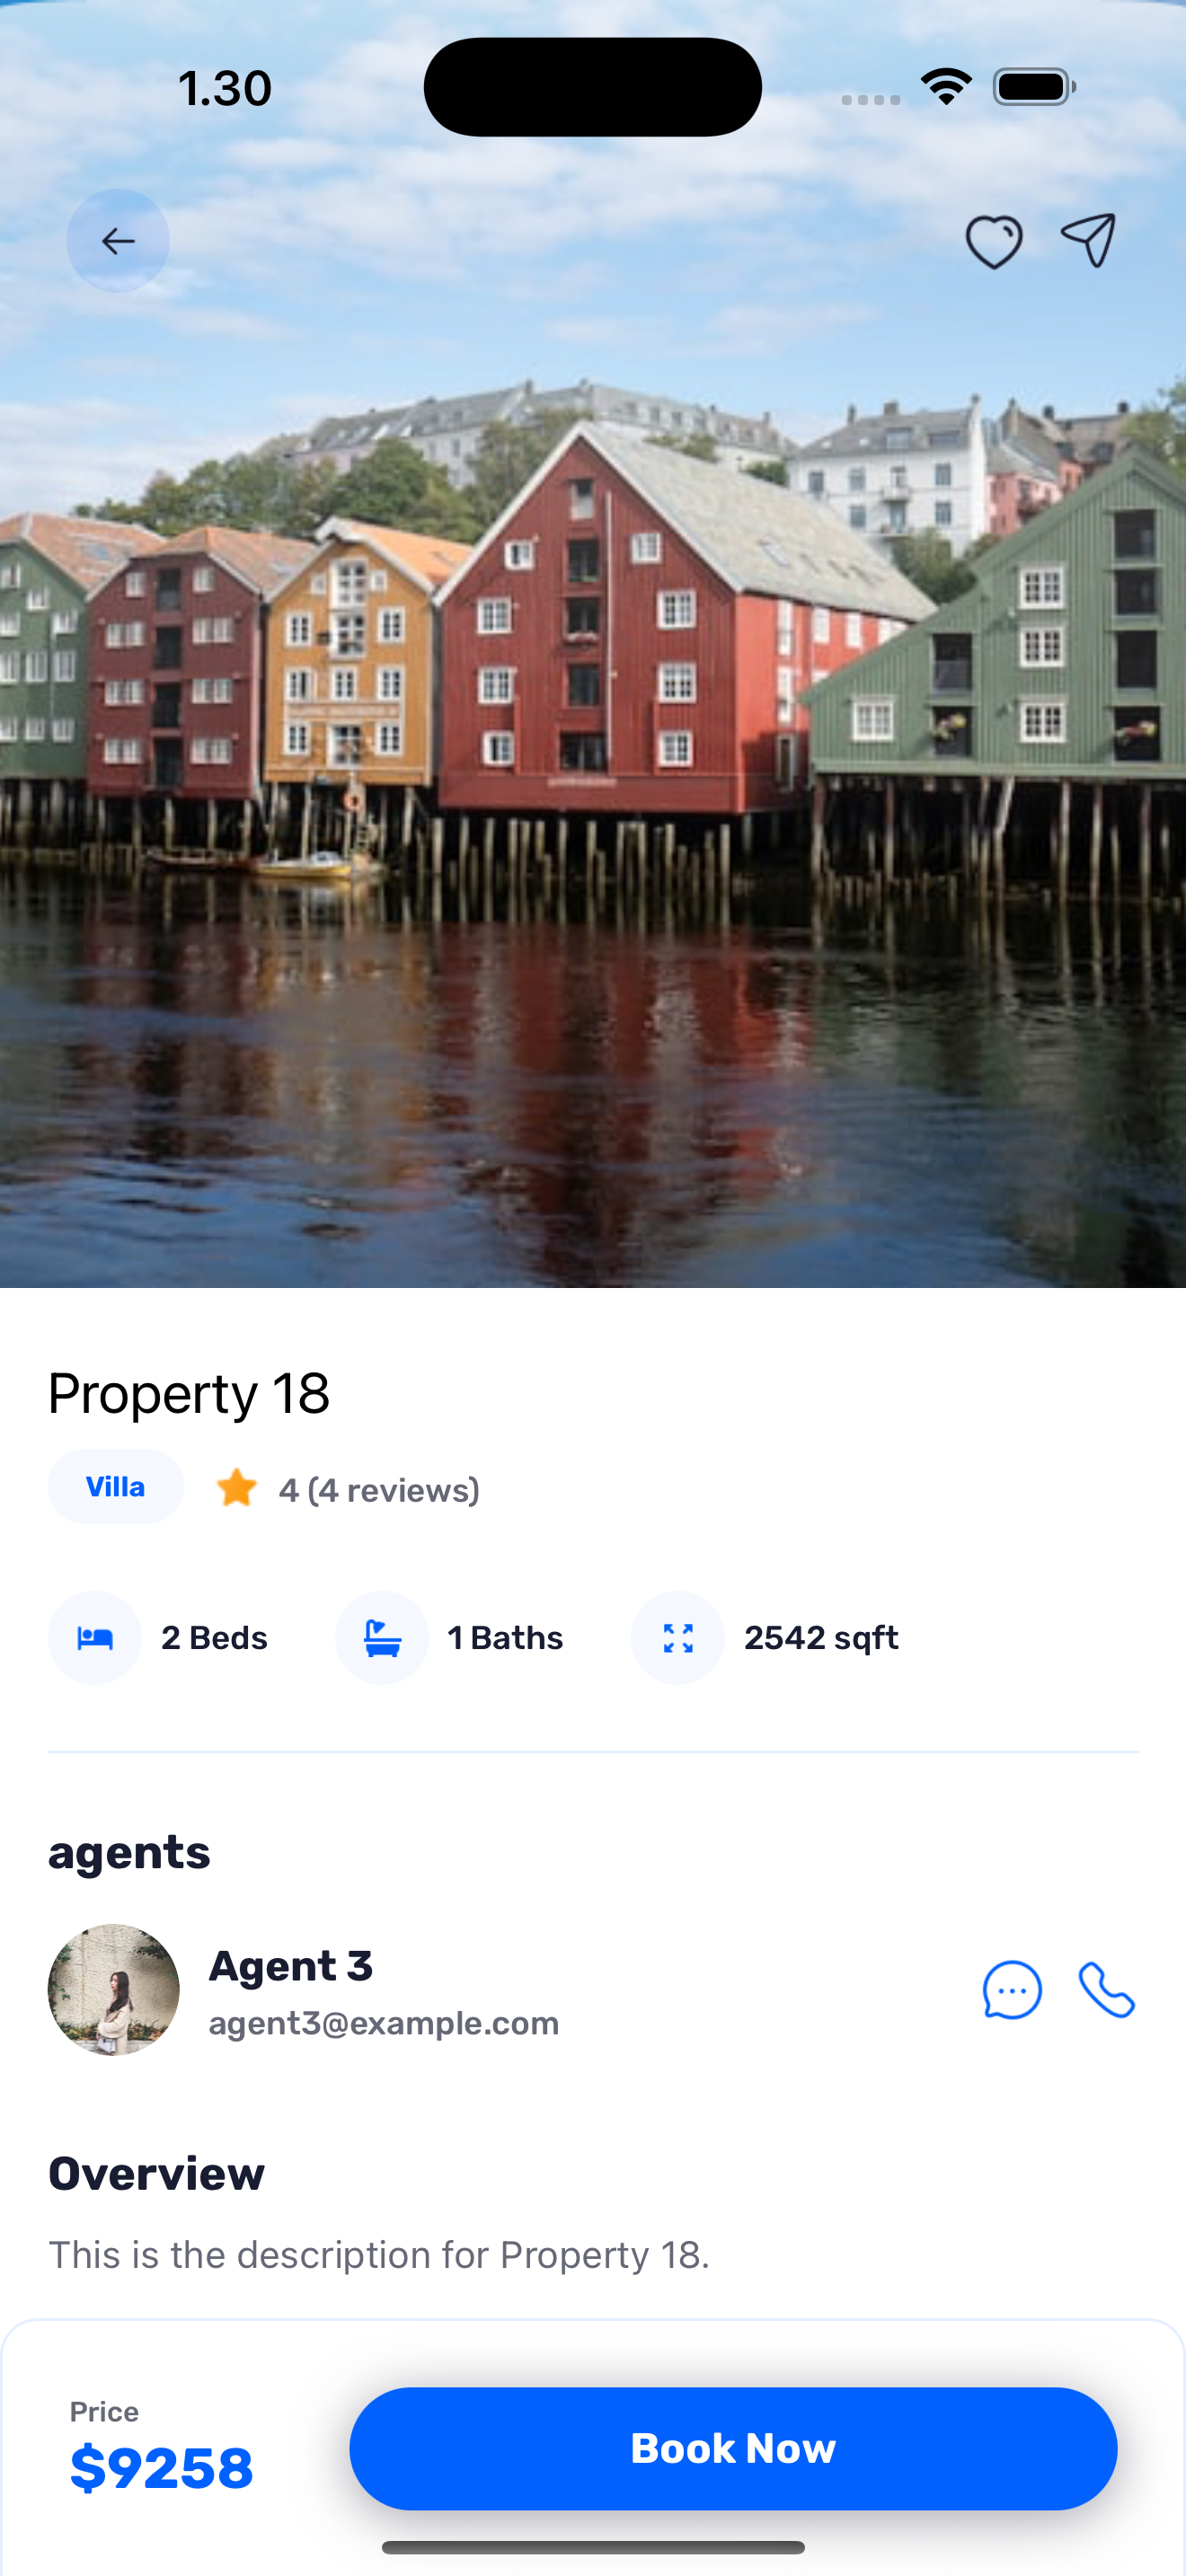 1.30
Property 18
Villa
4 (4 reviews)
2 Beds
1 Baths
2542 sqft
agents
Agent 3
agent3@example.com
Overview
This is the description for Property 18.
Price
$9258
Book Now